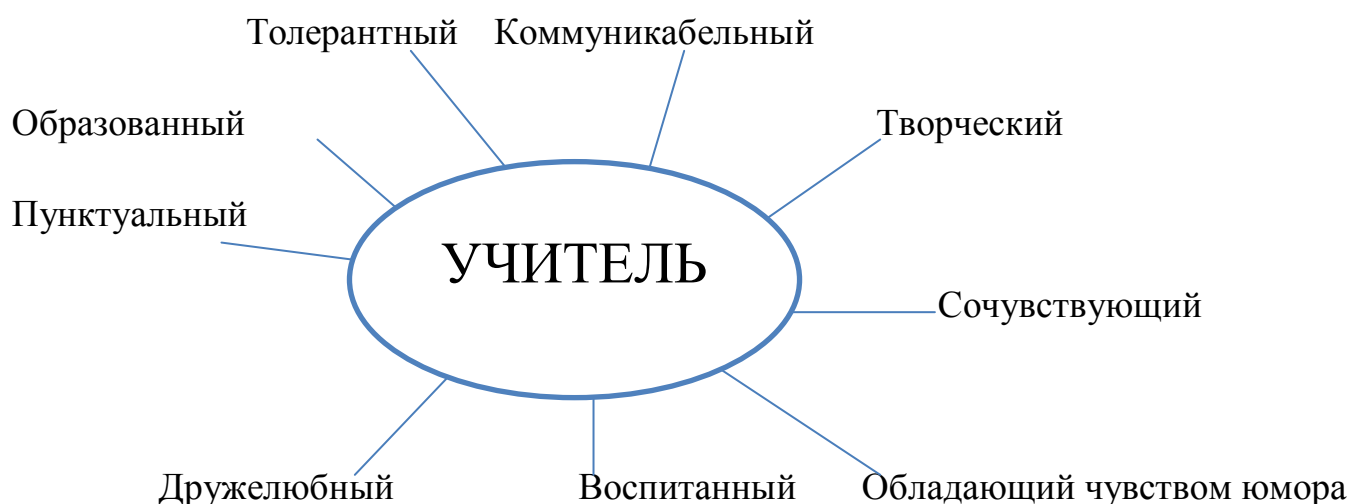 Толерантный Коммуникабельный
Образованный Творческий
Пунктуальный
УЧИТЕЛЬ
Сочувствующий
Дружелюбный Воспитанный Обладающий чувством юмора